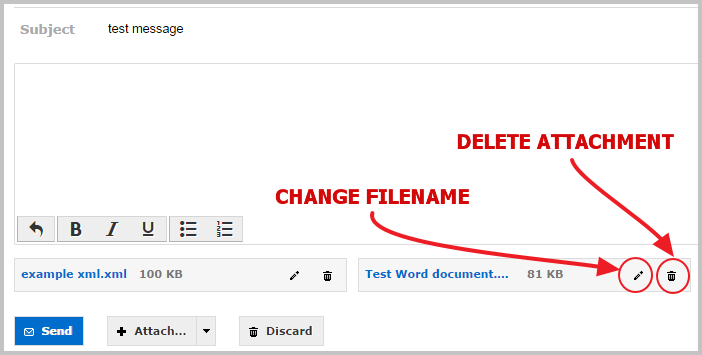 Subject test message
DELETE ATTACHMENT
CHANGE FILENAME
B I U
example xml.xml 100 KB Test Word document.... 81 KB
Send Attach... Discard